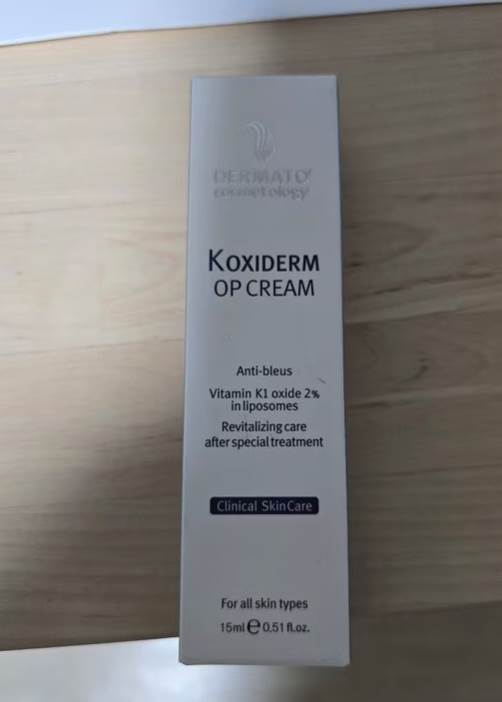 DERMATO
cosmetology
KOXIDERM
OP CREAM
Anti-bleus
Vitamin K1 oxide 2%
in liposomes
Revitalizing care
after special treatment
Clinical SkinCare
For all skin types
15ml ℮ 0.51 fl.oz.